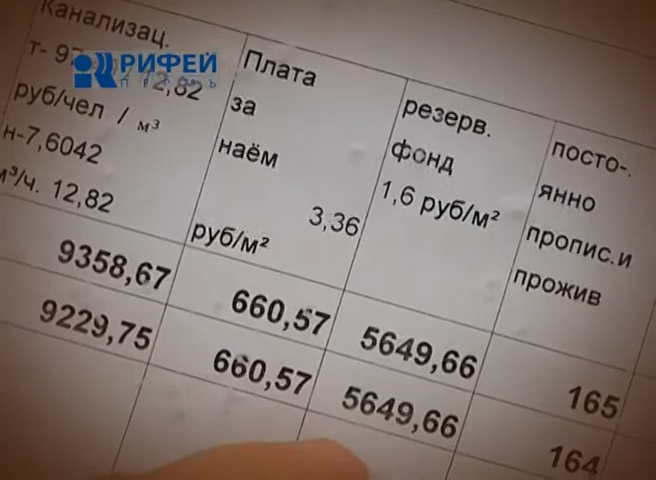 РИФЕЙ
ПЕРМЬ
Канализац.
12,82
руб/чел / м³
н-7,6042
м³/ч. 12,82
Плата
за
наём
3,36
руб/м²
резерв.
фонд
1,6 руб/м²
посто-.
янно
пропис.и
прожив
9358,67 660,57 5649,66 165
9229,75 660,57 5649,66 164